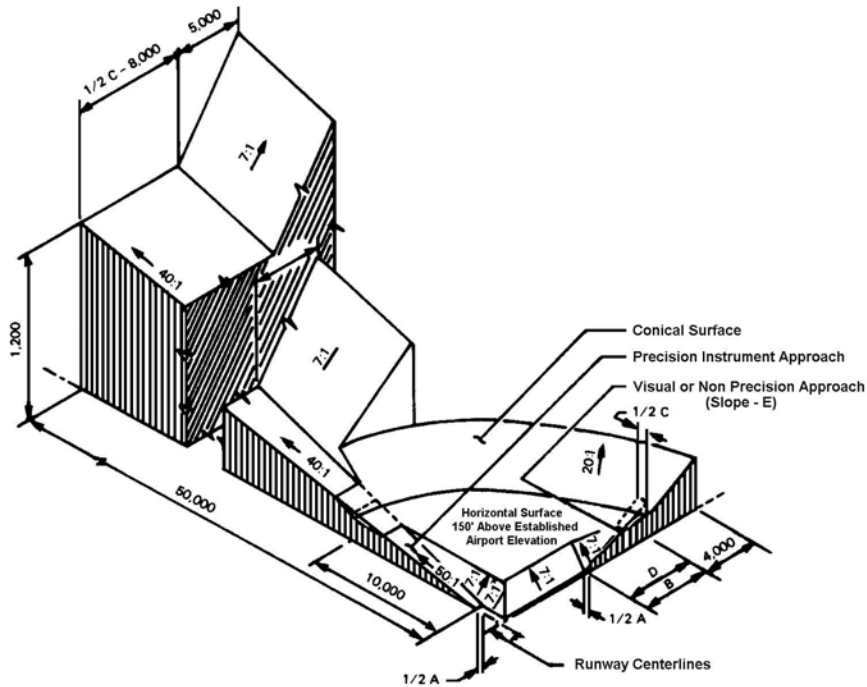 5,000
1/2 C - 8,000
7:1
40:1
1,200
7:1
Conical Surface
Precision Instrument Approach
Visual or Non Precision Approach
(Slope - E)
1/2 C
40:1
20:1
50,000
Horizontal Surface
150' Above Established
Airport Elevation
7:1
4,000
50:1
7:1
7:1
7:1
D
B
10,000
1/2 A
Runway Centerlines
1/2 A